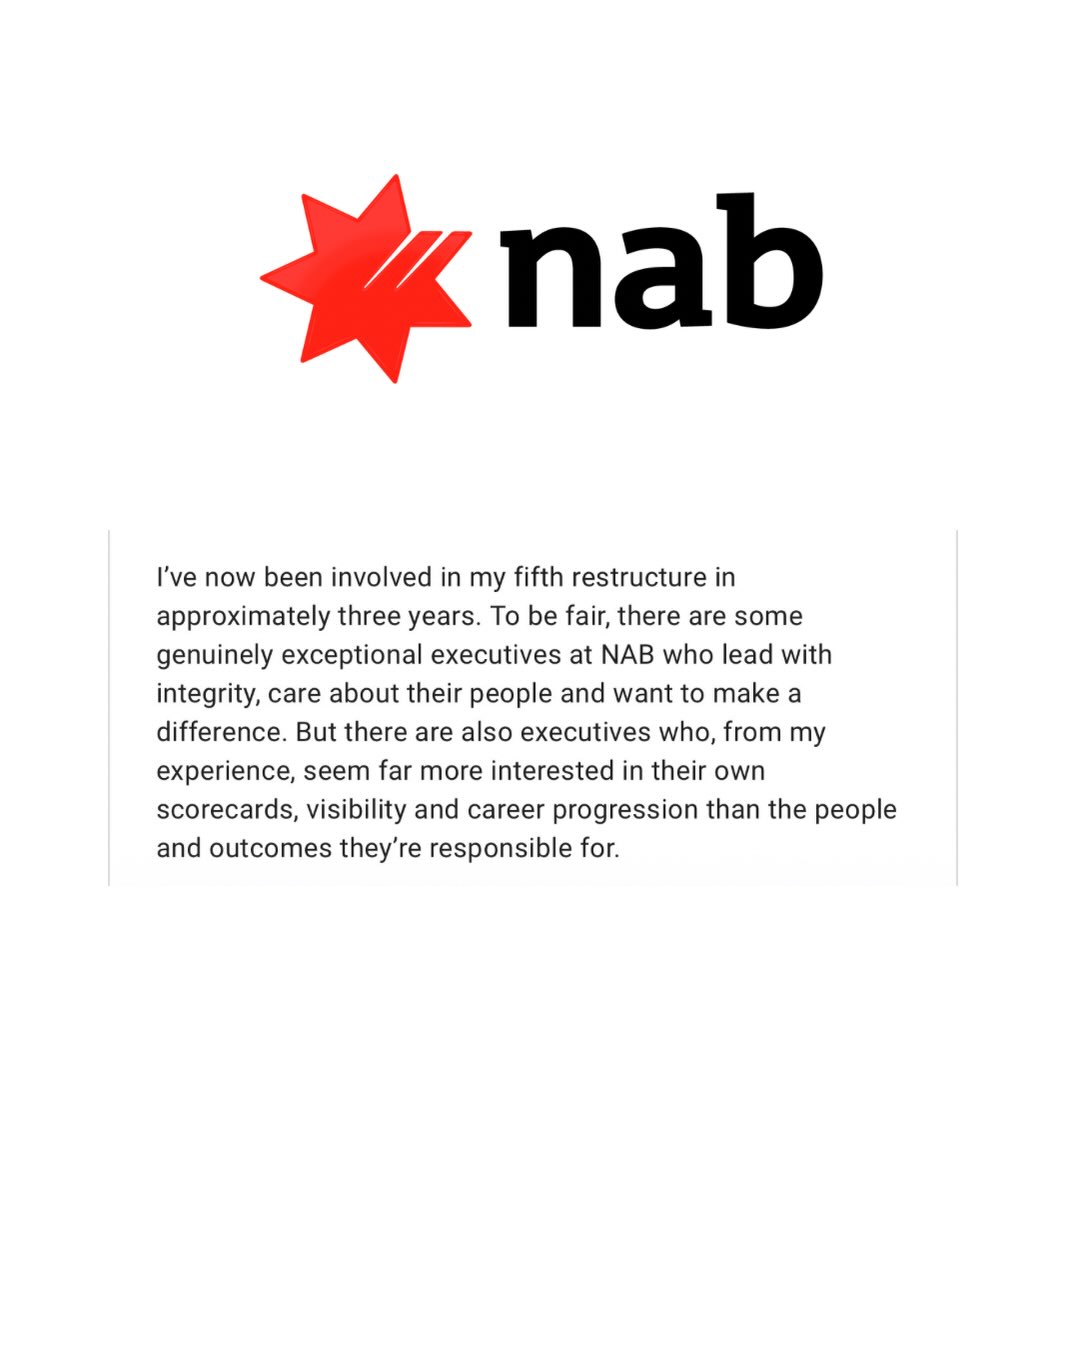 nab
I’ve now been involved in my fifth restructure in
approximately three years. To be fair, there are some
genuinely exceptional executives at NAB who lead with
integrity, care about their people and want to make a
difference. But there are also executives who, from my
experience, seem far more interested in their own
scorecards, visibility and career progression than the people
and outcomes they’re responsible for.